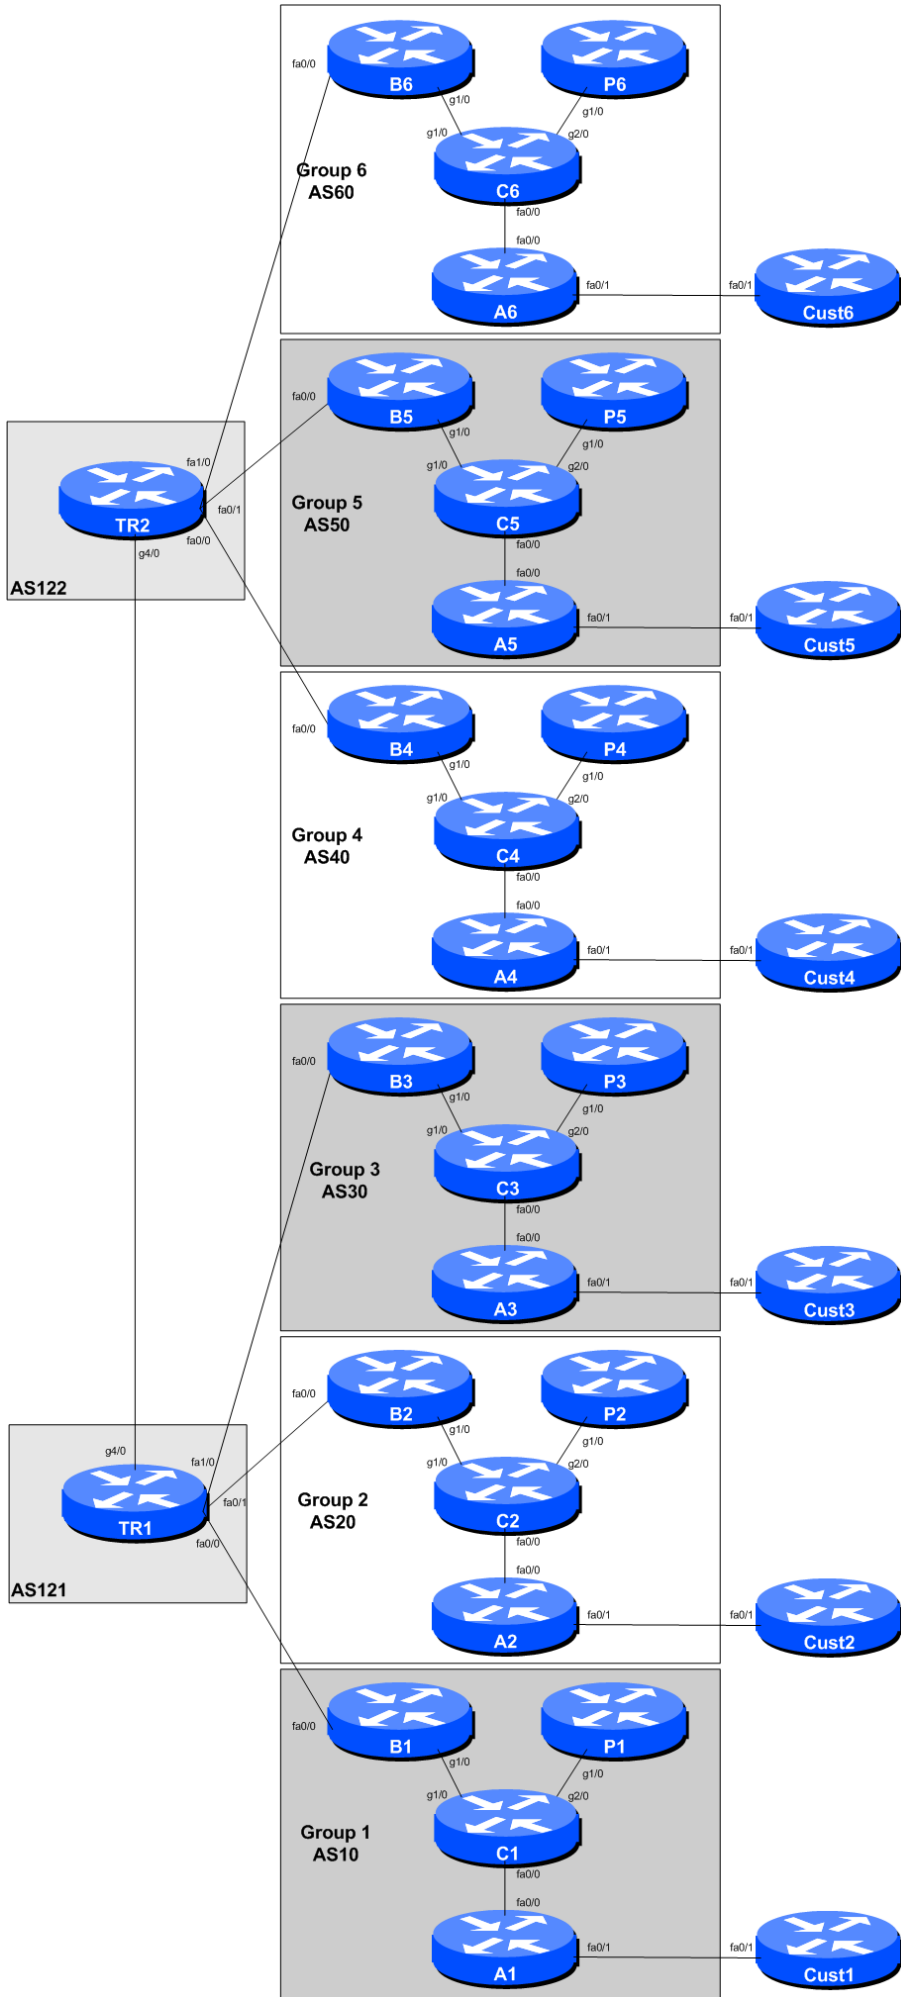 fa0/0
B6
P6
g1/0
g1/0
g1/0
g2/0
Group 6
AS60
C6
fa0/0
fa0/0
A6
fa0/1
fa0/1
Cust6
fa0/0
B5
P5
g1/0
g1/0
g1/0
g2/0
Group 5
AS50
C5
fa0/0
fa0/0
A5
fa0/1
fa0/1
Cust5
fa1/0
TR2
fa0/1
fa0/0
g4/0
AS122
fa0/0
B4
P4
g1/0
g1/0
g1/0
g2/0
Group 4
AS40
C4
fa0/0
fa0/0
A4
fa0/1
fa0/1
Cust4
fa0/0
B3
P3
g1/0
g1/0
g1/0
g2/0
Group 3
AS30
C3
fa0/0
fa0/0
A3
fa0/1
fa0/1
Cust3
fa0/0
B2
P2
g1/0
g1/0
g1/0
g2/0
Group 2
AS20
C2
fa0/0
fa0/0
A2
fa0/1
fa0/1
Cust2
g4/0
fa1/0
TR1
fa0/1
fa0/0
AS121
fa0/0
B1
P1
g1/0
g1/0
g1/0
g2/0
Group 1
AS10
C1
fa0/0
fa0/0
A1
fa0/1
fa0/1
Cust1